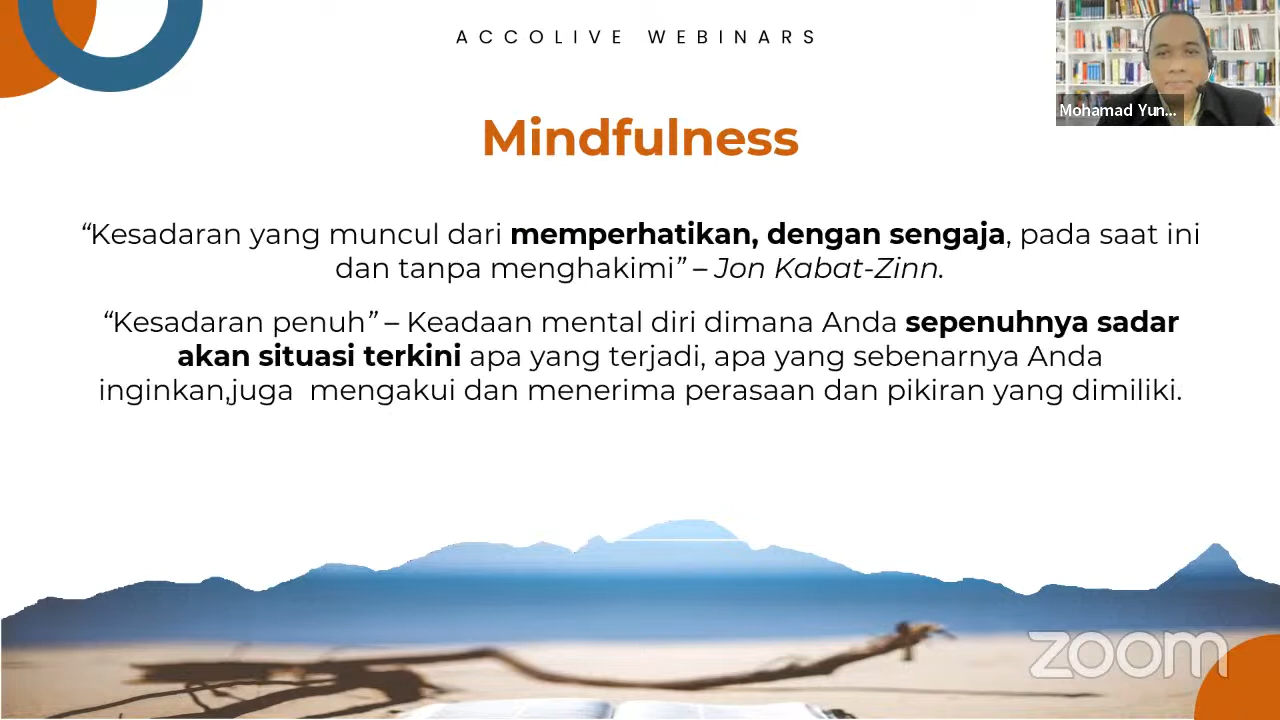 ACCOLIVE WEBINARS
Mohamad Yun...
Mindfulness
“Kesadaran yang muncul dari memperhatikan, dengan sengaja, pada saat ini
dan tanpa menghakimi” – Jon Kabat-Zinn.
“Kesadaran penuh” – Keadaan mental diri dimana Anda sepenuhnya sadar
akan situasi terkini apa yang terjadi, apa yang sebenarnya Anda
inginkan,juga  mengakui dan menerima perasaan dan pikiran yang dimiliki.
zoom